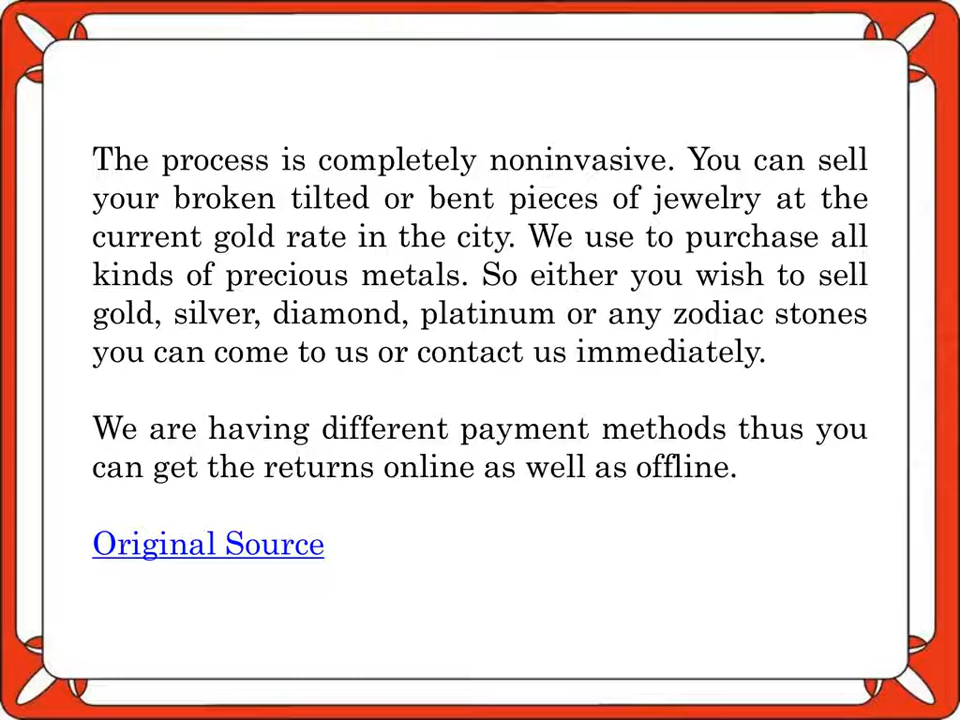 The process is completely noninvasive. You can sell
your broken tilted or bent pieces of jewelry at the
current gold rate in the city. We use to purchase all
kinds of precious metals. So either you wish to sell
gold, silver, diamond, platinum or any zodiac stones
you can come to us or contact us immediately.
We are having different payment methods thus you
can get the returns online as well as offline.
Original Source